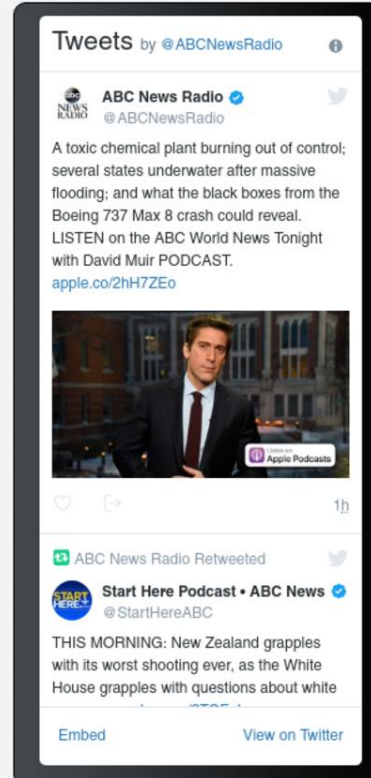 Tweets by @ABCNewsRadio
abc
NEWS
RADIO
ABC News Radio
@ABCNewsRadio
A toxic chemical plant burning out of control;
several states underwater after massive
flooding; and what the black boxes from the
Boeing 737 Max 8 crash could reveal.
LISTEN on the ABC World News Tonight
with David Muir PODCAST.
apple.co/2hH7ZEo
Listen on
Apple Podcasts
1h
ABC News Radio Retweeted
START
HERE
Start Here Podcast • ABC News
@StartHereABC
THIS MORNING: New Zealand grapples
with its worst shooting ever, as the White
House grapples with questions about white
Embed
View on Twitter